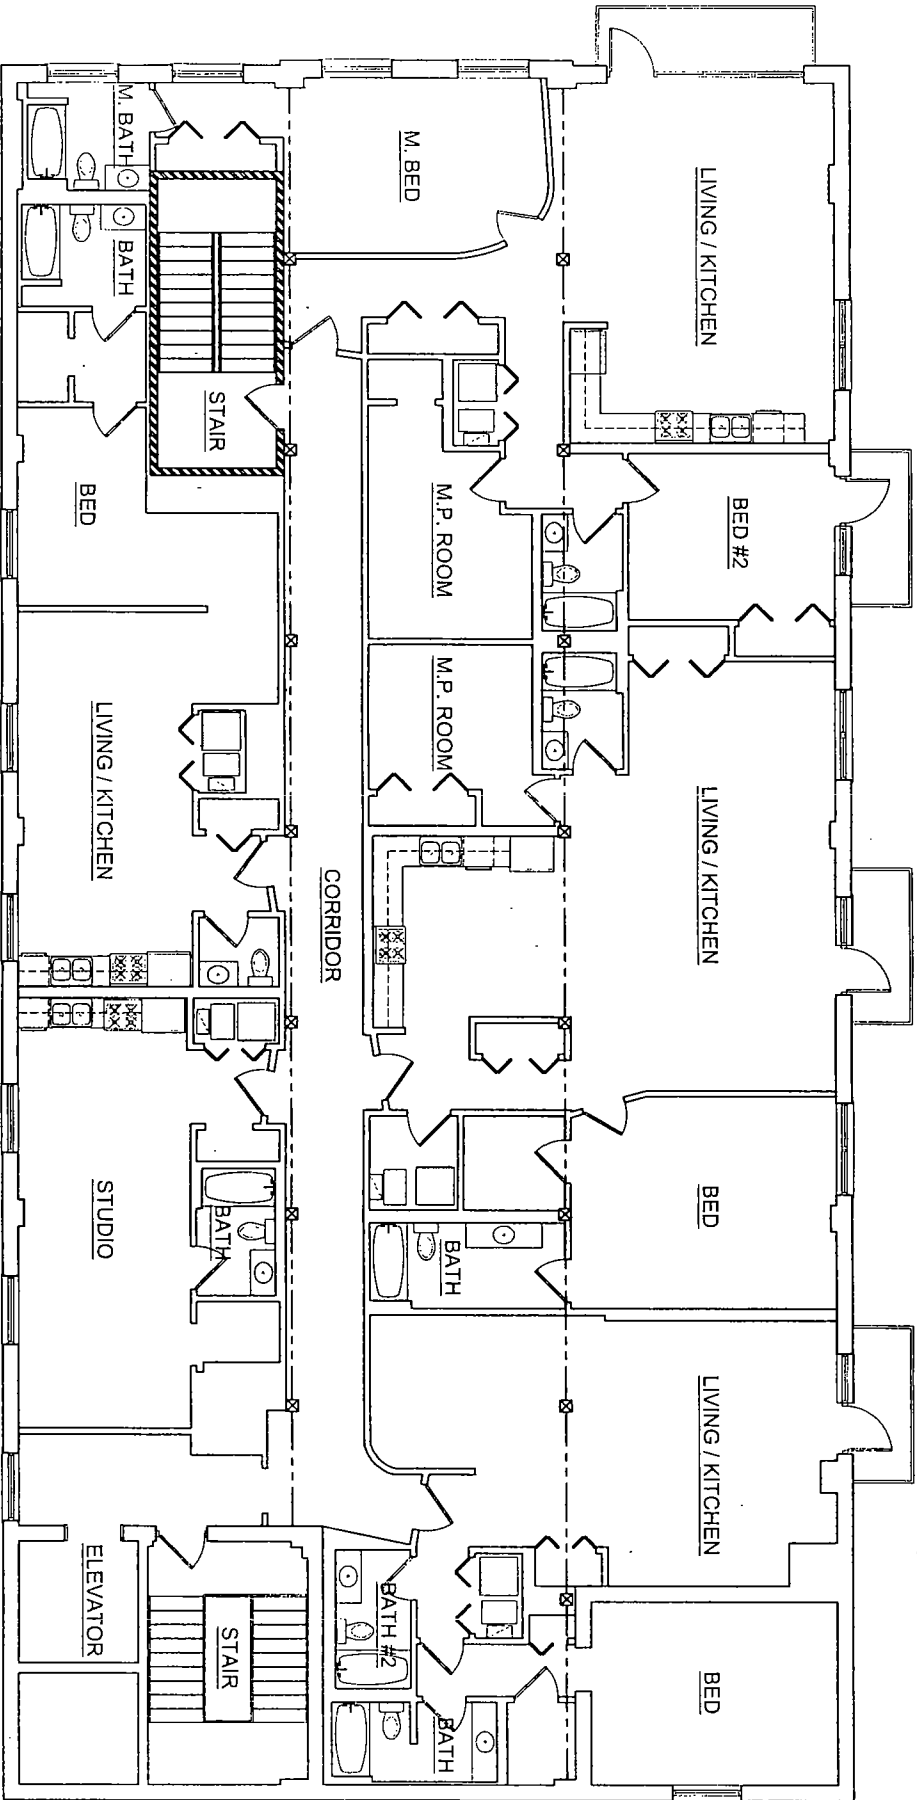 M. BATH
M. BED
LIVING / KITCHEN
BATH
STAIR
BED
M.P. ROOM
BED #2
M.P. ROOM
LIVING / KITCHEN
LIVING / KITCHEN
CORRIDOR
STUDIO
BATH
BATH
BED
LIVING / KITCHEN
ELEVATOR
STAIR
BATH #2
BATH
BED